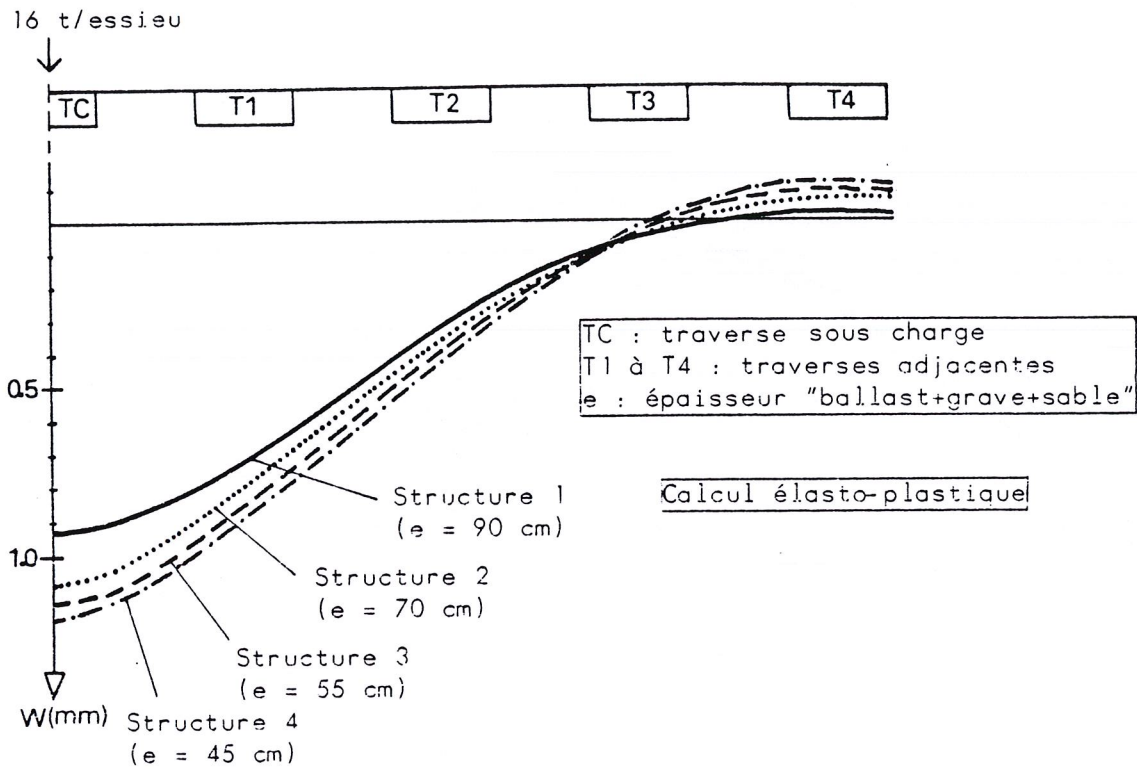 16 t/essieu
TC T1 T2 T3 T4
TC : traverse sous charge
T1 à T4 : traverses adjacentes
e : épaisseur "ballast+grave+sable"
0.5
Structure 1
(e = 90 cm)
Calcul élasto-plastique
1.0
Structure 2
(e = 70 cm)
Structure 3
(e = 55 cm)
W(mm)
Structure 4
(e = 45 cm)